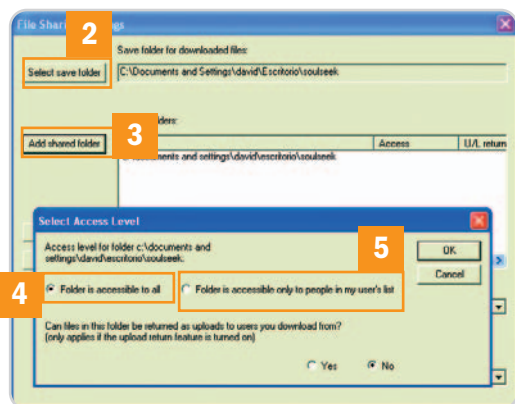 File Shari
2
Save folder for downloaded files:
Select save folder
C:\Documents and Settings\david\Escritorio\soulseek
3
Add shared folder
Access
U/L return
settings\david\escritorio\soulseek
Select Access Level
Access level for folder c:\documents and
settings\david\escritorio\soulseek:
5
OK
Cancel
4
Folder is accessible to all
Folder is accessible only to people in my user's list
Can files in this folder be returned as uploads to users you download from?
(only applies if the upload return feature is turned on)
Yes
No